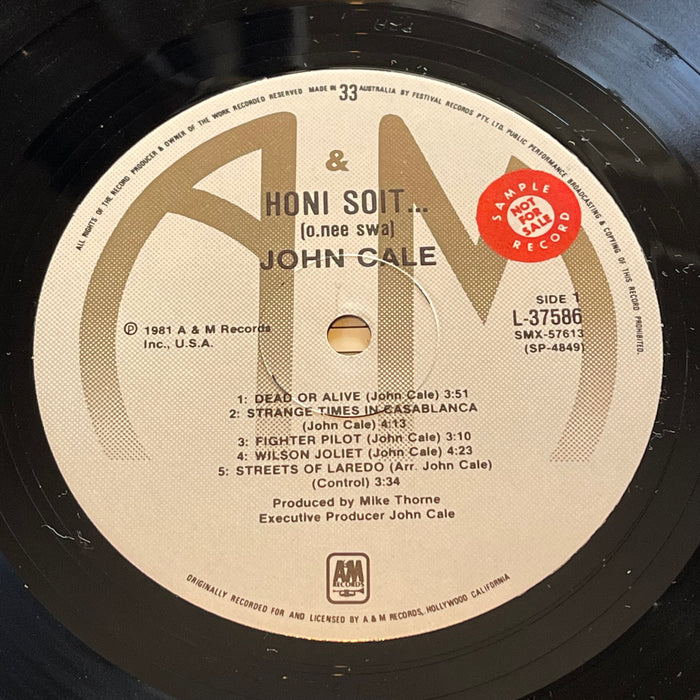 ALL RIGHTS OF THE RECORD PRODUCER & OWNER OF THE WORK RECORDED RESERVED MADE IN 33 AUSTRALIA BY FESTIVAL RECORDS PTY. LTD. PUBLIC PERFORMANCE BROADCASTING & COPYING OF THIS RECORD PROHIBITED.
A & M
HONI SOIT...
(o.nee swa)
JOHN CALE
SAMPLE
NOT
FOR
SALE
RECORD
SIDE 1
L-37586
SMX-57613
(SP-4849)
℗ 1981 A & M Records
Inc., U.S.A.
1: DEAD OR ALIVE (John Cale) 3:51
2: STRANGE TIMES IN CASABLANCA
(John Cale) 4:13
3: FIGHTER PILOT (John Cale) 3:10
4: WILSON JOLIET (John Cale) 4:23
5: STREETS OF LAREDO (Arr. John Cale)
(Control) 3:34
Produced by Mike Thorne
Executive Producer John Cale
A&M
RECORDS
ORIGINALLY RECORDED FOR AND LICENSED BY A & M RECORDS, HOLLYWOOD CALIFORNIA